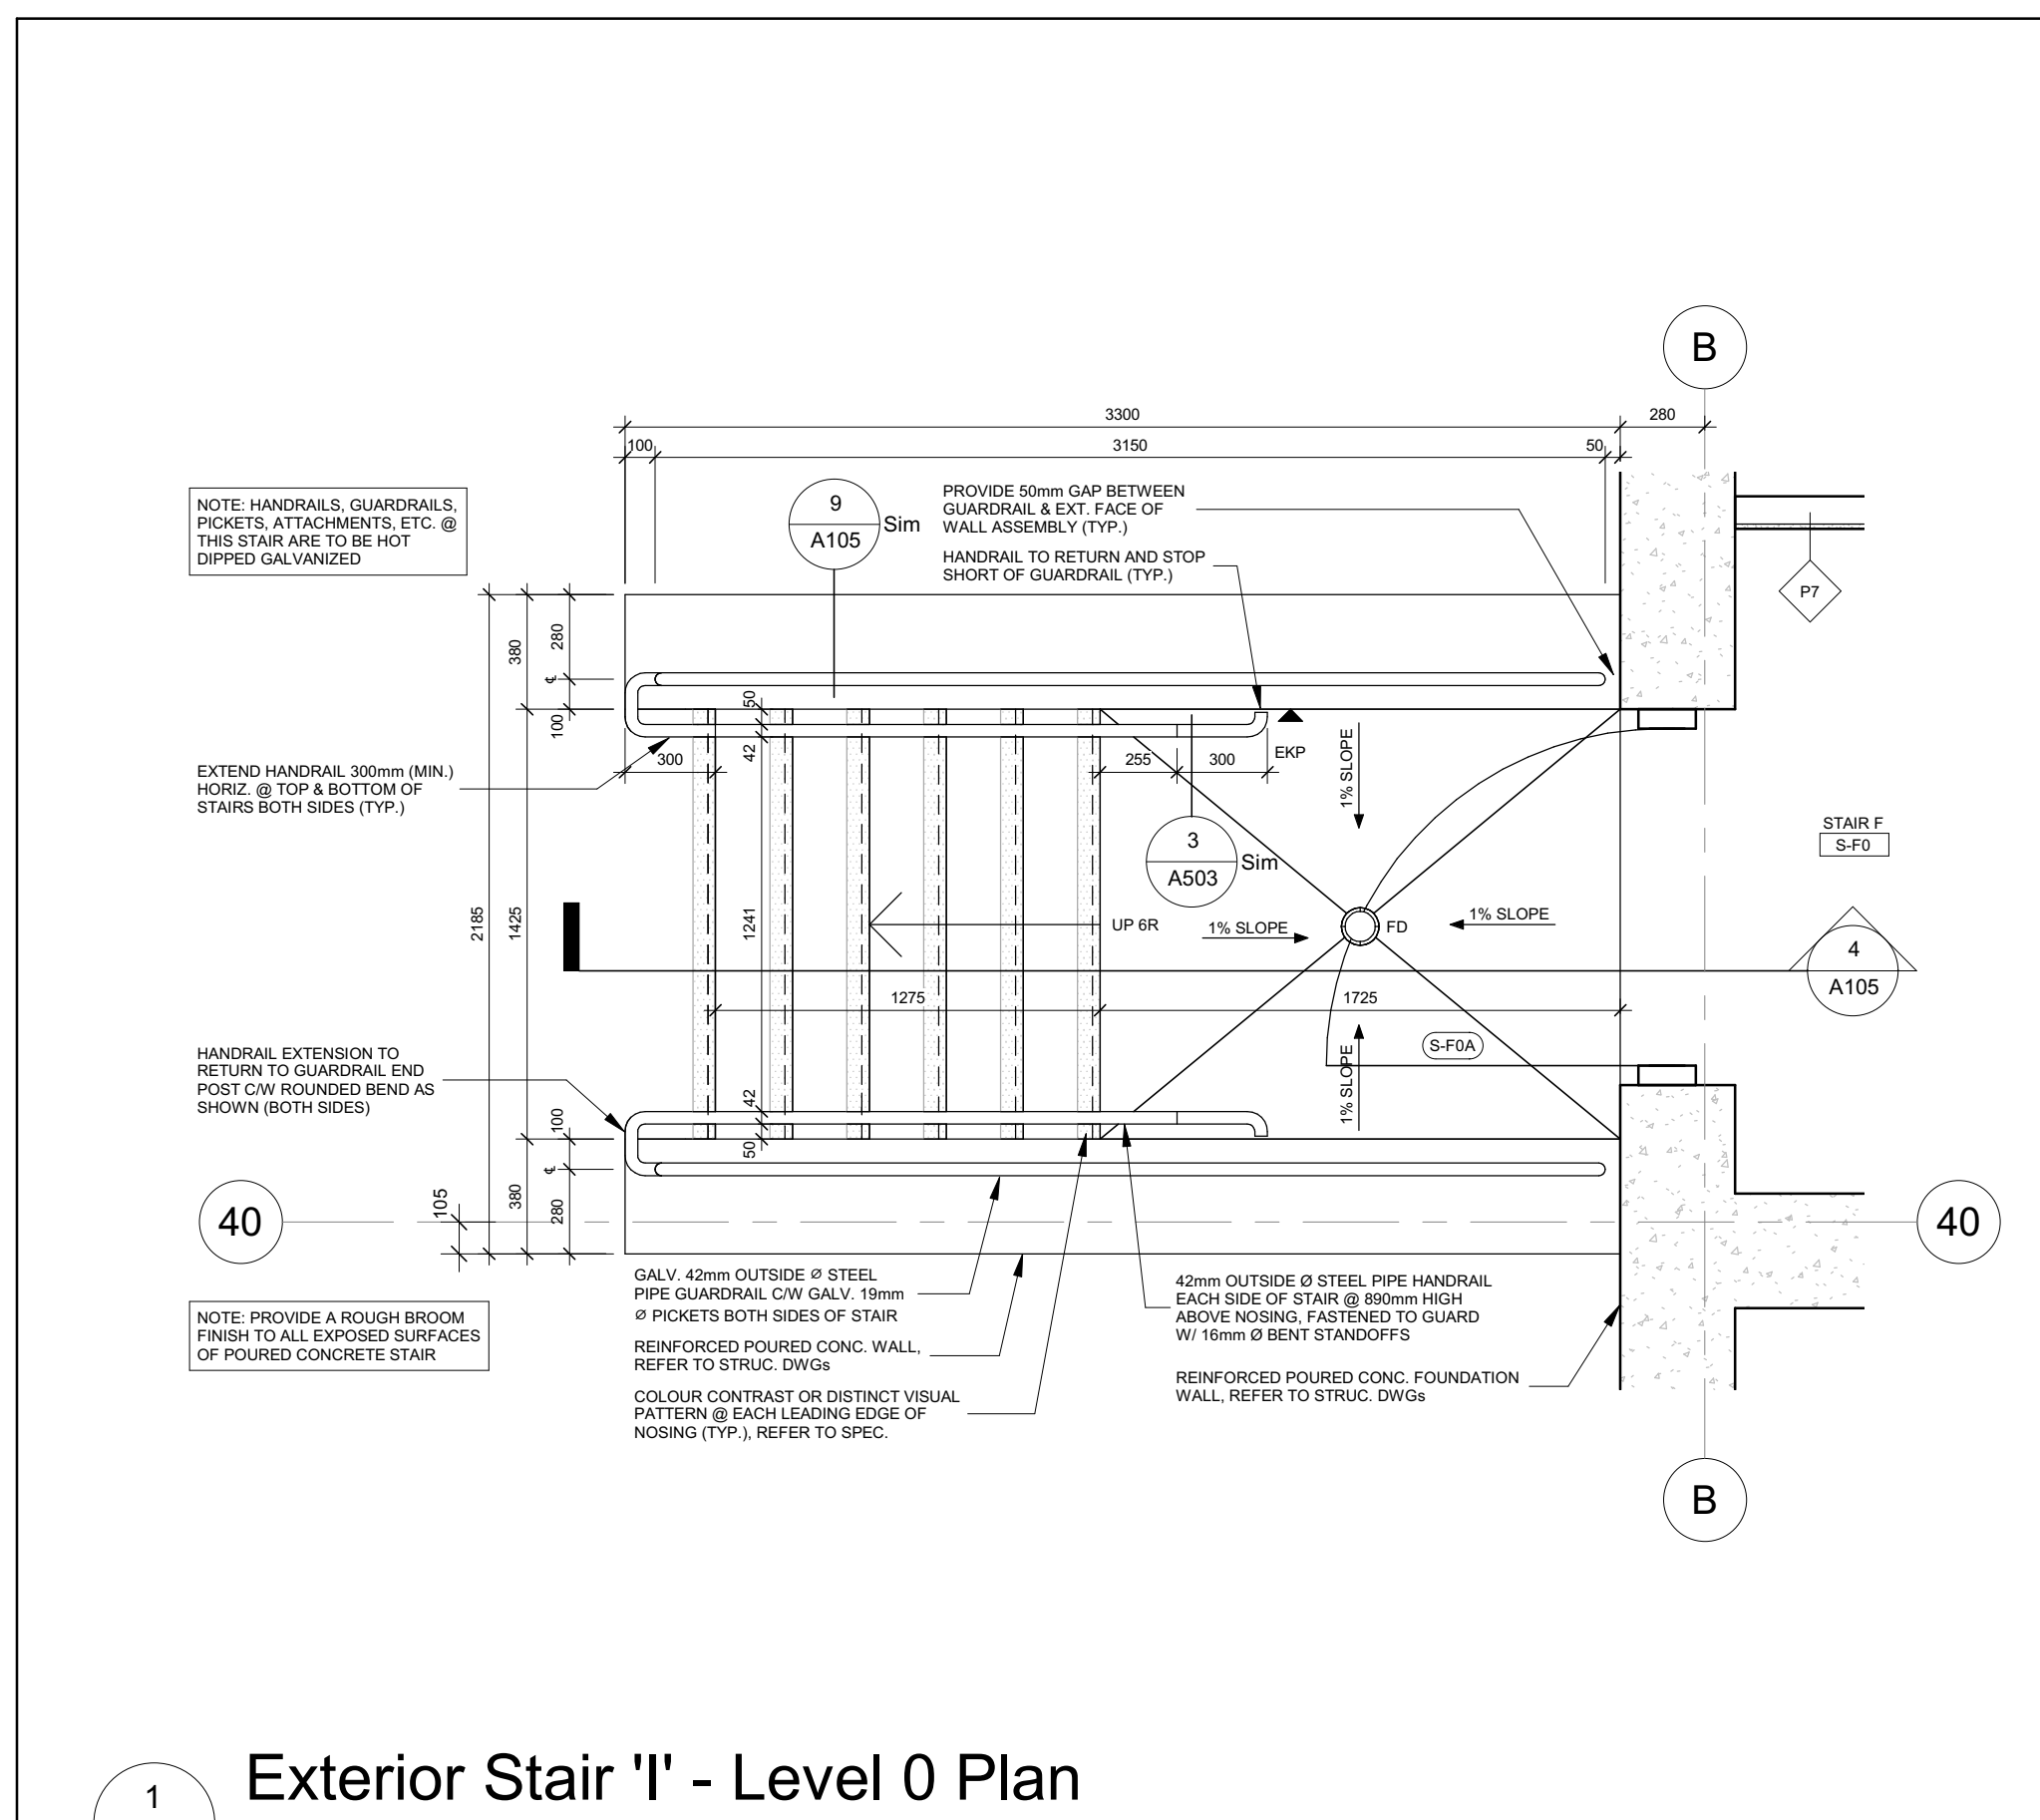 B
3300
280
100
3150
50
NOTE: HANDRAILS, GUARDRAILS,
PICKETS, ATTACHMENTS, ETC. @
THIS STAIR ARE TO BE HOT
DIPPED GALVANIZED
9
A105
Sim
PROVIDE 50mm GAP BETWEEN
GUARDRAIL & EXT. FACE OF
WALL ASSEMBLY (TYP.)
HANDRAIL TO RETURN AND STOP
SHORT OF GUARDRAIL (TYP.)
P7
380
280
℄
100
50
42
300
255
300
EKP
1% SLOPE
EXTEND HANDRAIL 300mm (MIN.)
HORIZ. @ TOP & BOTTOM OF
STAIRS BOTH SIDES (TYP.)
3
A503
Sim
STAIR F
S-F0
2185
1425
1241
UP 6R
1% SLOPE
FD
1% SLOPE
4
A105
1275
1725
S-F0A
1% SLOPE
HANDRAIL EXTENSION TO
RETURN TO GUARDRAIL END
POST C/W ROUNDED BEND AS
SHOWN (BOTH SIDES)
42
50
100
℄
380
280
105
40
40
GALV. 42mm OUTSIDE Ø STEEL
PIPE GUARDRAIL C/W GALV. 19mm
Ø PICKETS BOTH SIDES OF STAIR
REINFORCED POURED CONC. WALL,
REFER TO STRUC. DWGs
COLOUR CONTRAST OR DISTINCT VISUAL
PATTERN @ EACH LEADING EDGE OF
NOSING (TYP.), REFER TO SPEC.
42mm OUTSIDE Ø STEEL PIPE HANDRAIL
EACH SIDE OF STAIR @ 890mm HIGH
ABOVE NOSING, FASTENED TO GUARD
W/ 16mm Ø BENT STANDOFFS
REINFORCED POURED CONC. FOUNDATION
WALL, REFER TO STRUC. DWGs
NOTE: PROVIDE A ROUGH BROOM
FINISH TO ALL EXPOSED SURFACES
OF POURED CONCRETE STAIR
B
1
Exterior Stair 'I' - Level 0 Plan